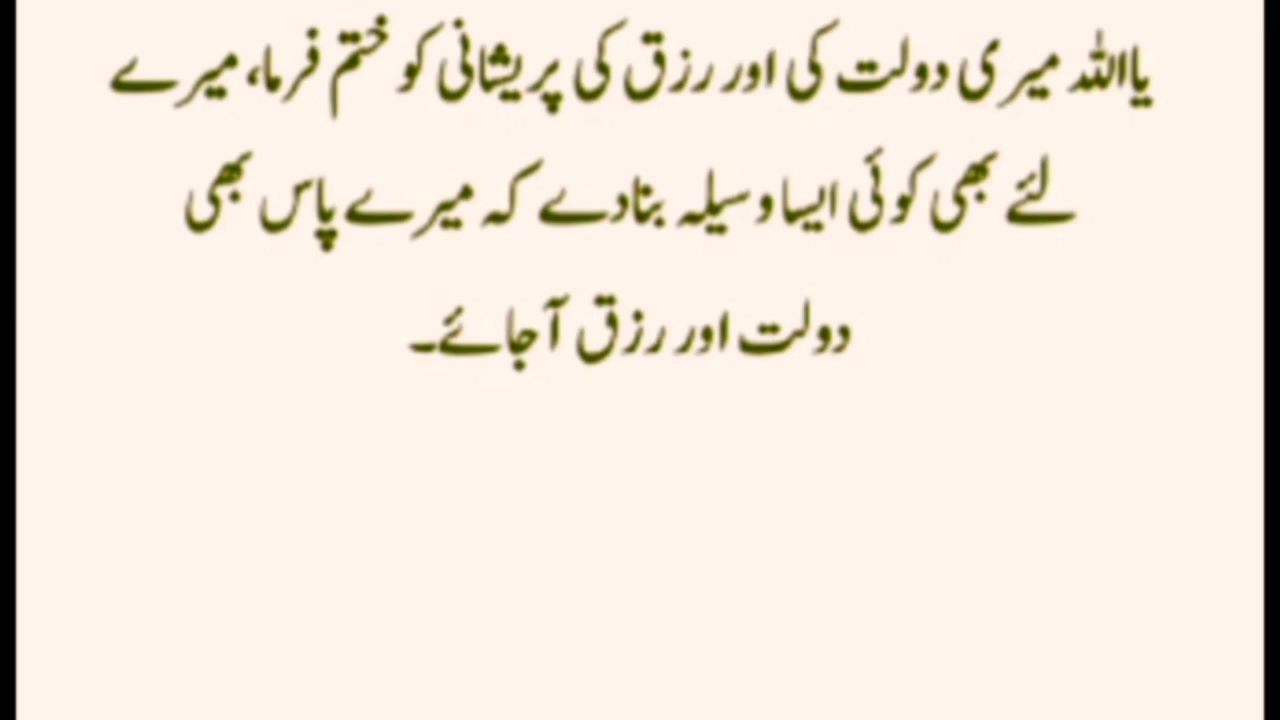 یااللہ میری دولت کی اور رزق کی پریشانی کو ختم فرما، میرے
لئے بھی کوئی ایسا وسیلہ بنادے کہ میرے پاس بھی
دولت اور رزق آجائے۔